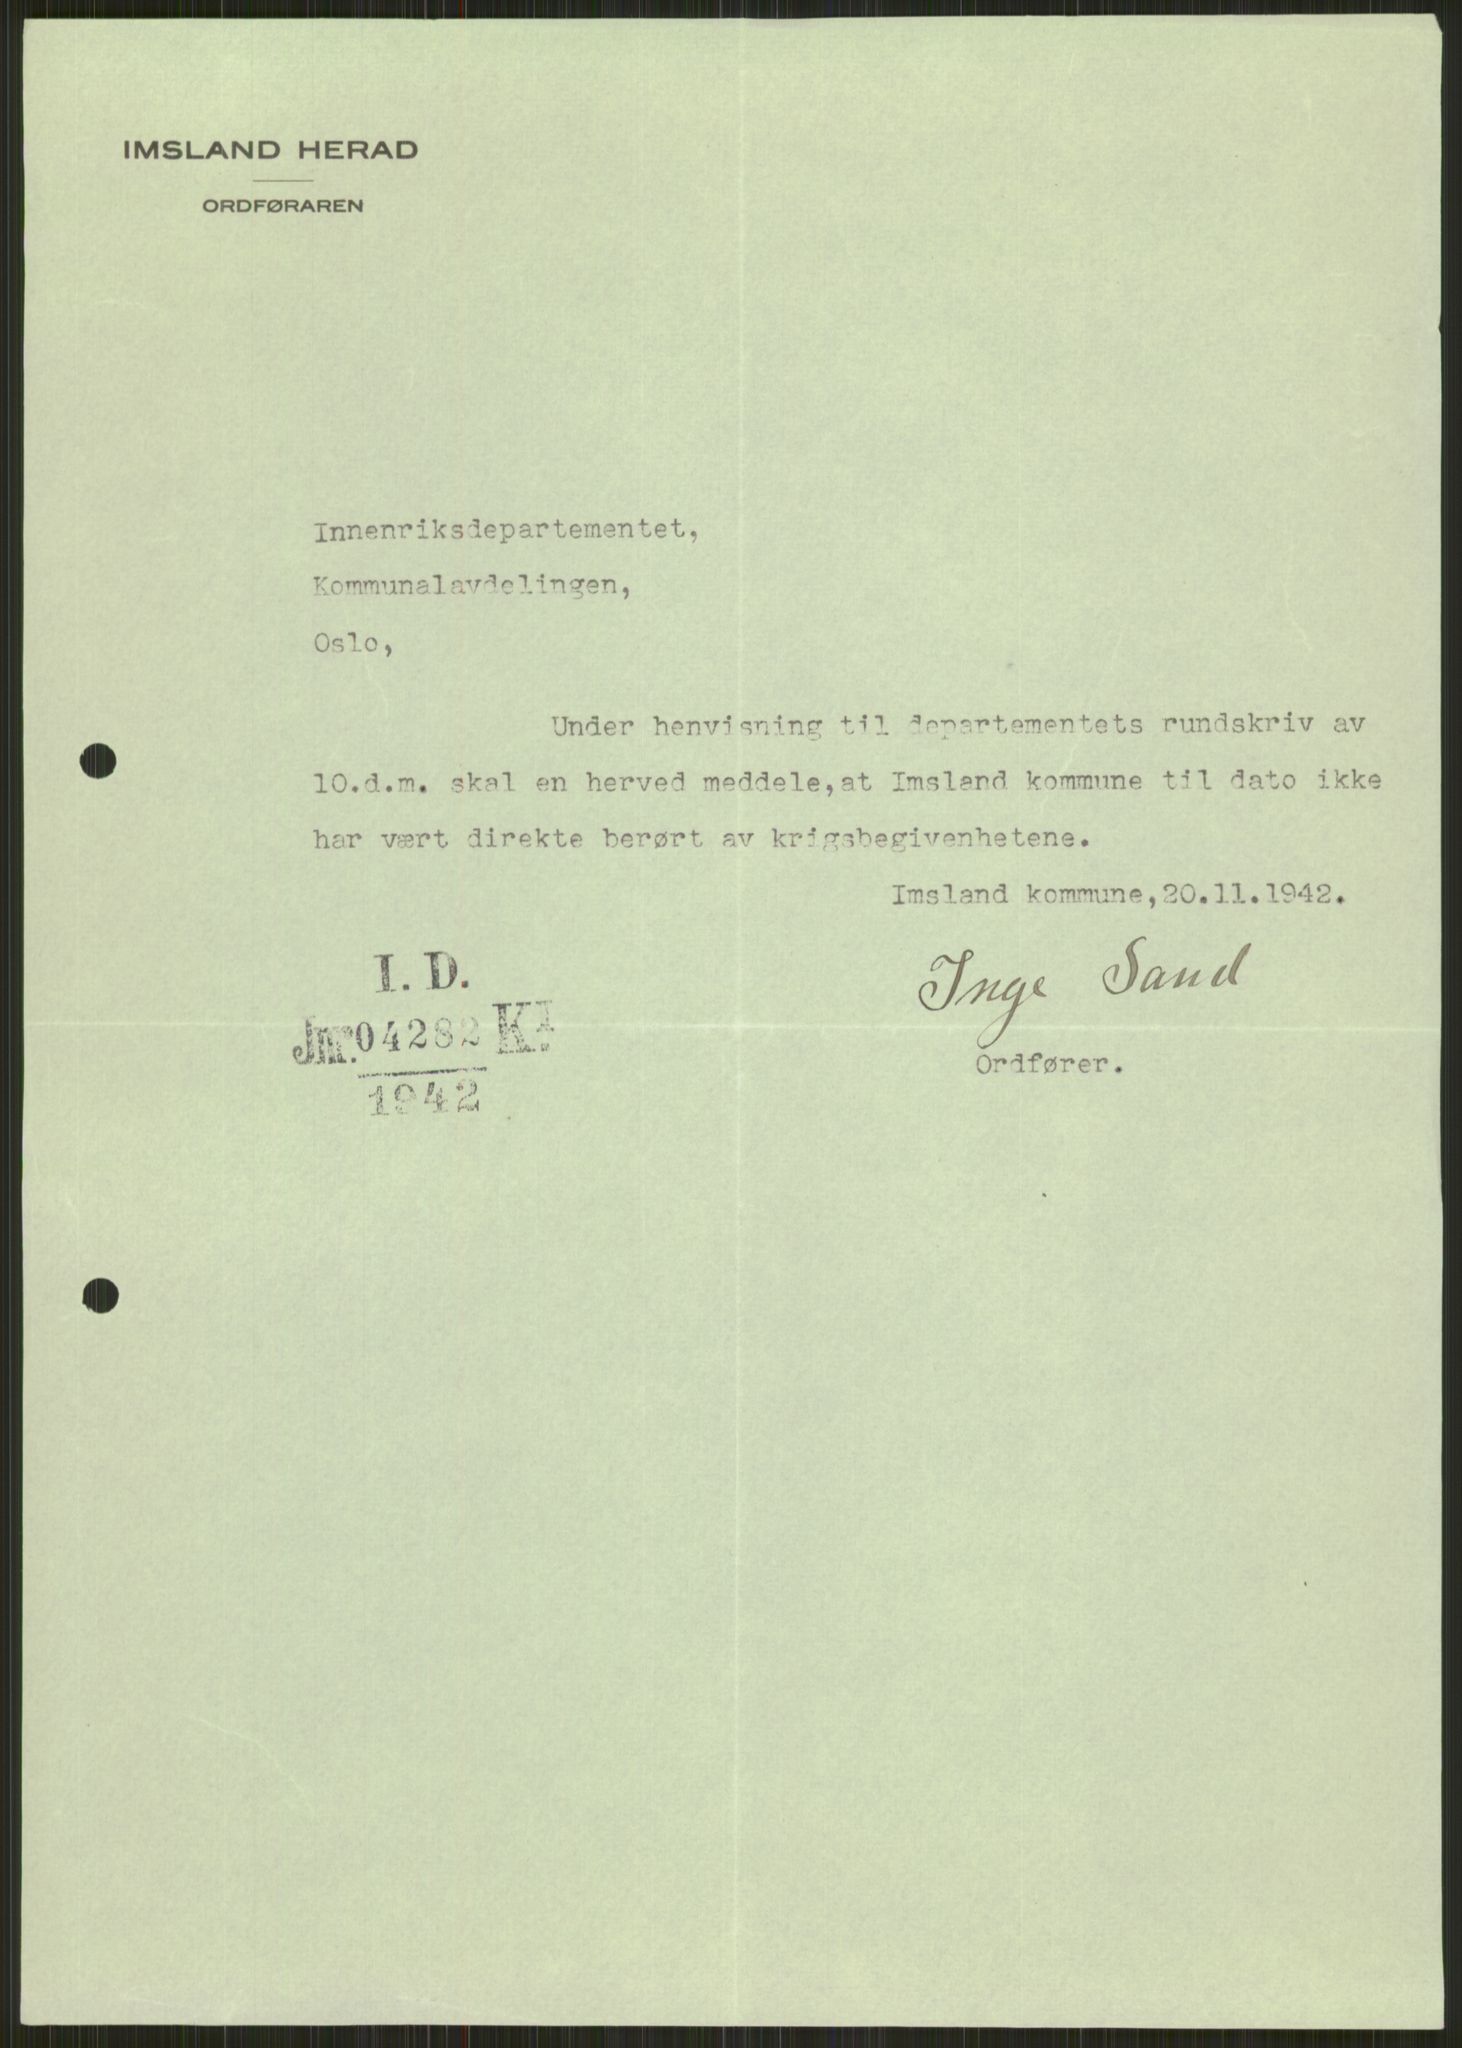 IMSLAND HERAD
ORDFØRAREN
Innenriksdepartementet,
Kommunalavdelingen,
Oslo,
Under henvisning til departementets rundskriv av
10.d.m. skal en herved meddele,at Imsland kommune til dato ikke
har vært direkte berørt av krigsbegivenhetene.
Imsland kommune,20.11.1942.
Inge Sand
Ordfører.
I. D.
Jnr. 04282 K1.
1942